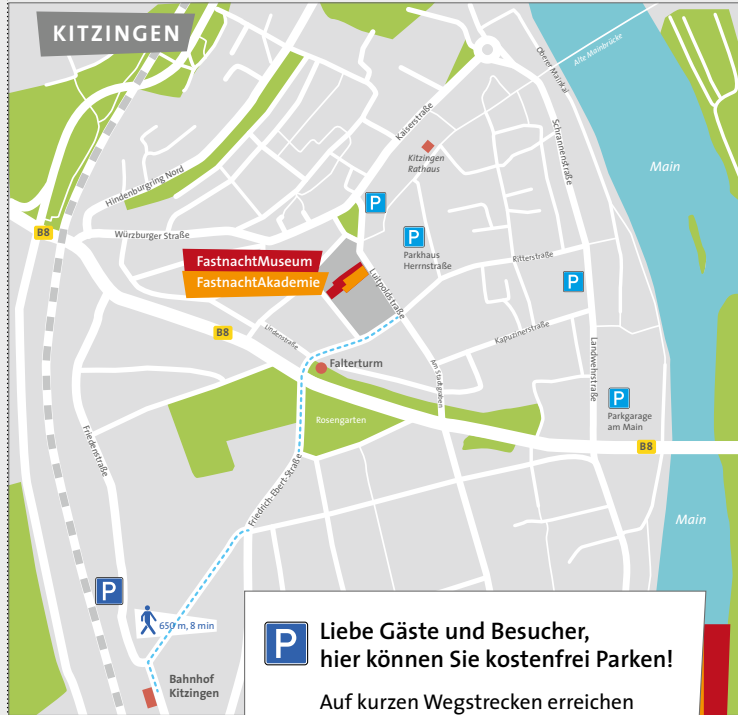 KITZINGEN
Oberer Mainkai
Alte Mainbrücke
Kaiserstraße
Schrannenstraße
Kitzingen
Rathaus
Main
Hindenburgring Nord
P
Würzburger Straße
B8
P
Parkhaus
Herrnstraße
Ritterstraße
FastnachtMuseum
FastnachtAkademie
Luitpoldstraße
P
B8
Lindenstraße
Kapuzinerstraße
Falterturm
Am Stadtgraben
Landwehrstraße
P
Parkgarage
am Main
Rosengarten
B8
Friedenstraße
Friedrich-Ebert-Straße
Main
P
650 m, 8 min
Bahnhof
Kitzingen
P
Liebe Gäste und Besucher,
hier können Sie kostenfrei Parken!
Auf kurzen Wegstrecken erreichen